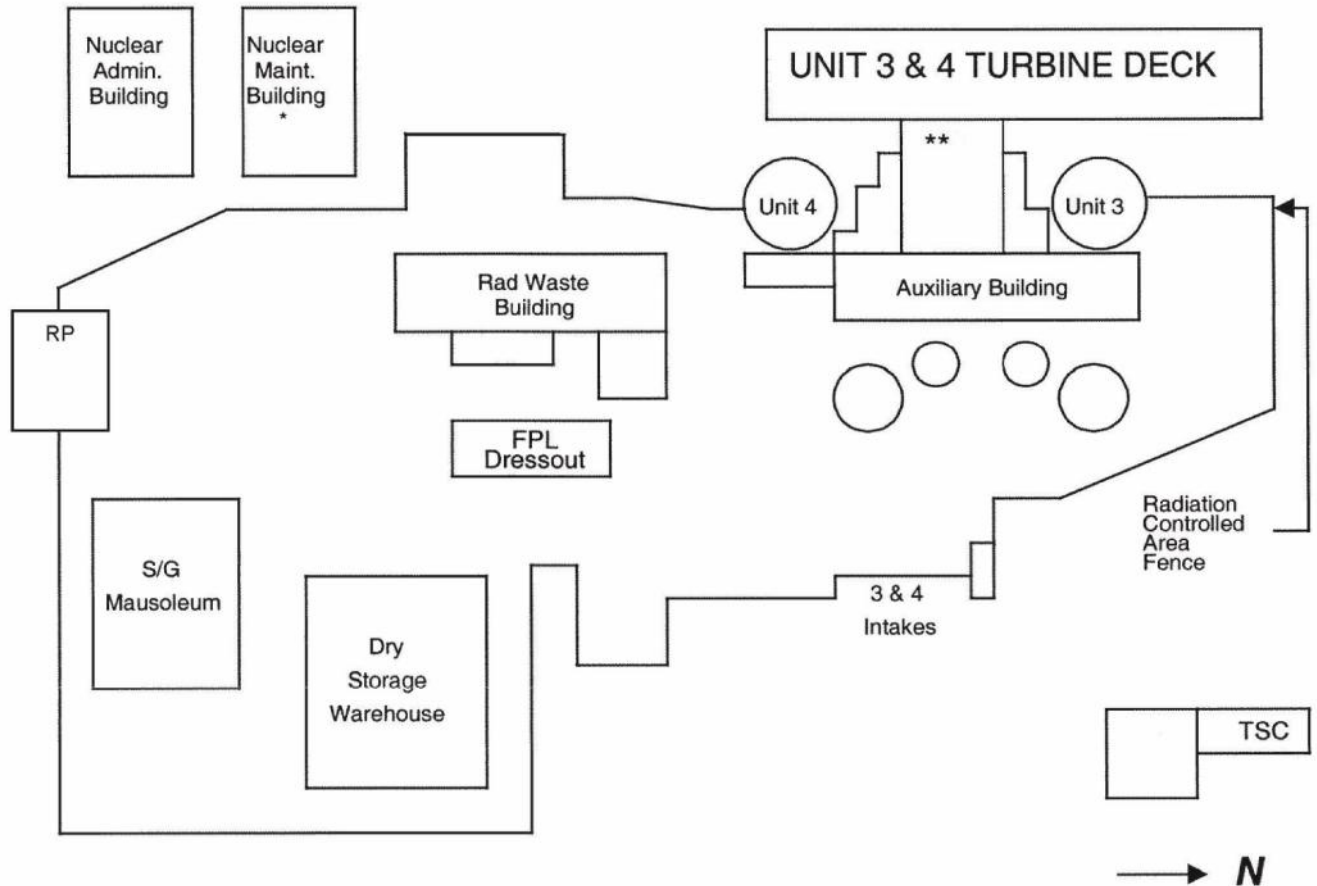 Nuclear
Admin.
Building
Nuclear
Maint.
Building
*
UNIT 3 & 4 TURBINE DECK
**
Unit 4
Unit 3
Rad Waste
Building
Auxiliary Building
RP
FPL
Dressout
Radiation
Controlled
Area
Fence
S/G
Mausoleum
3 & 4
Intakes
Dry
Storage
Warehouse
TSC
N